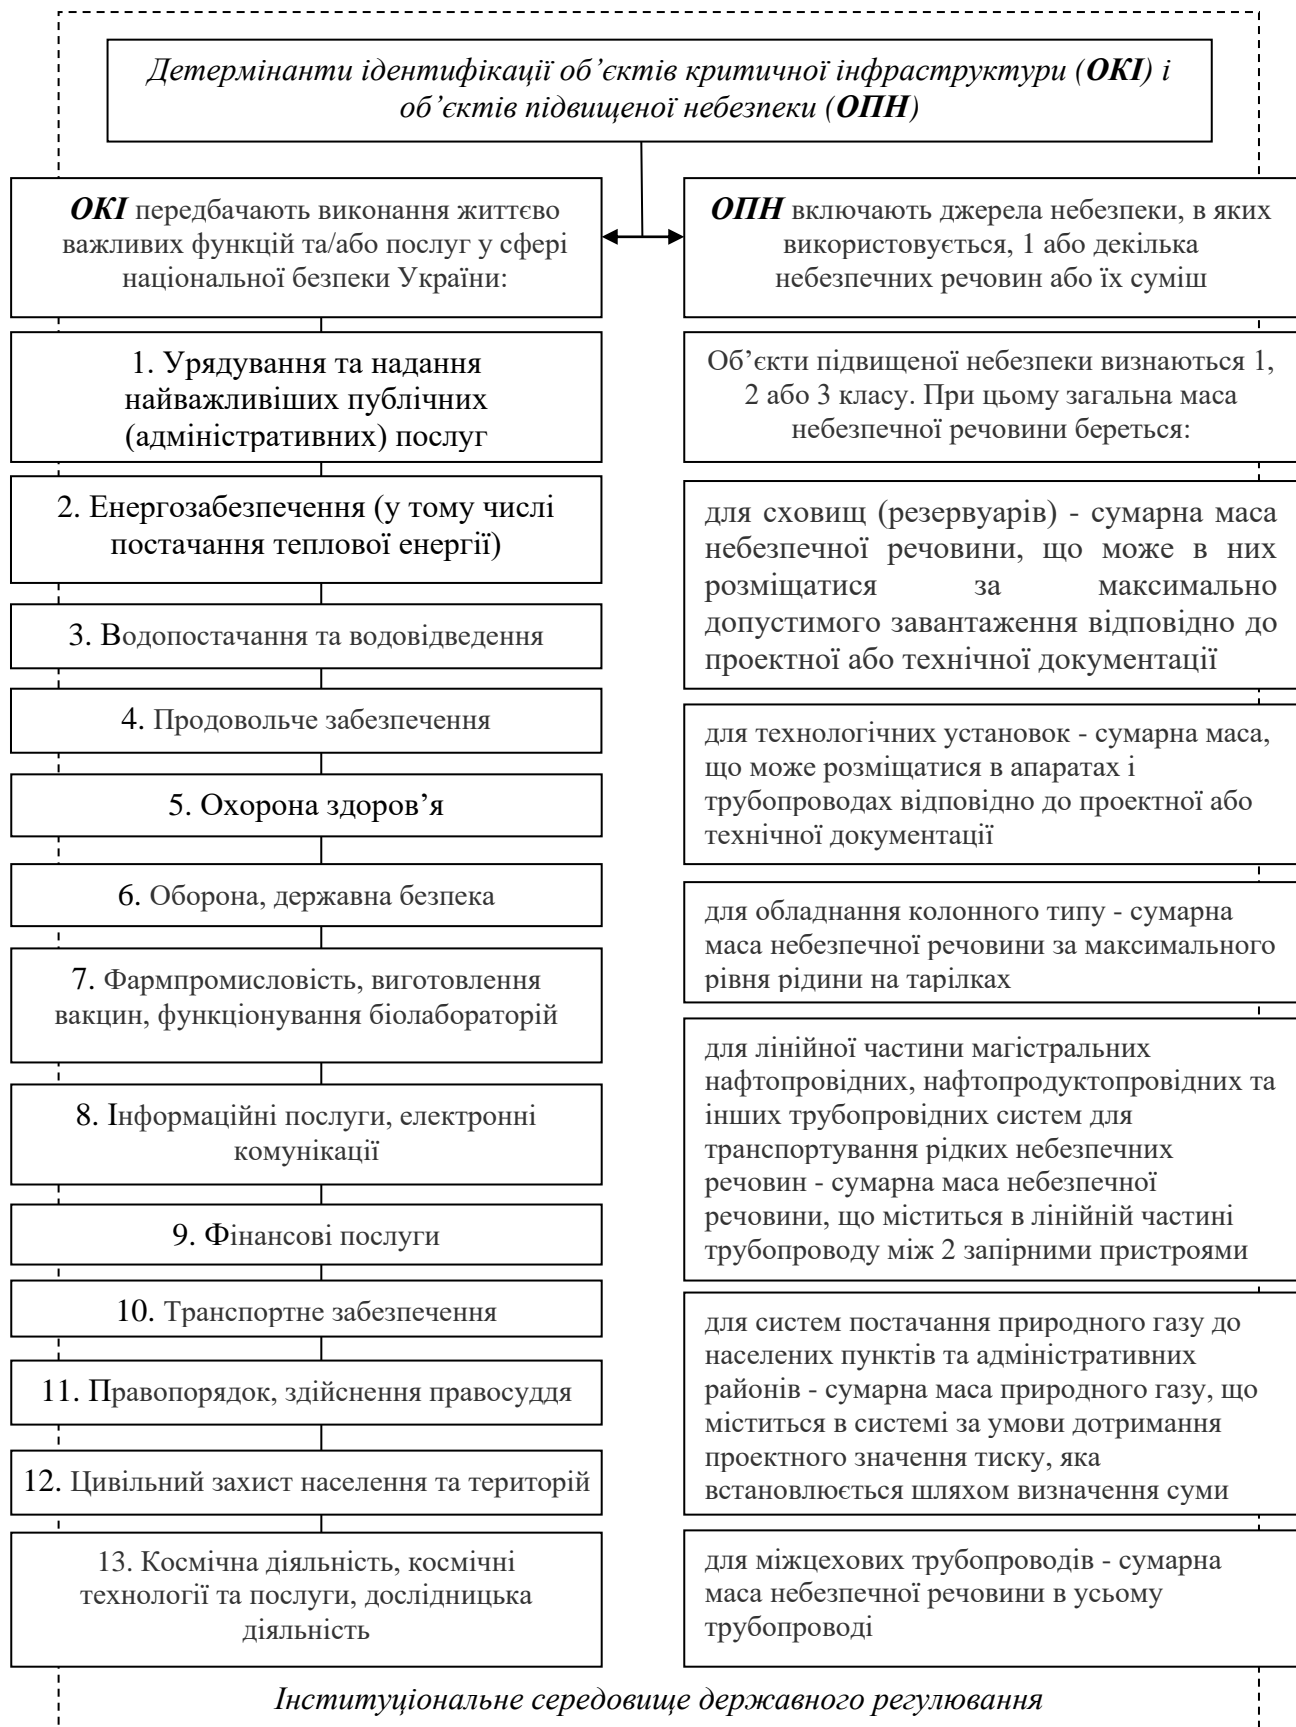 Детермінанти ідентифікації об’єктів критичної інфраструктури (ОКІ) і
об’єктів підвищеної небезпеки (ОПН)
ОКІ передбачають виконання життєво
важливих функцій та/або послуг у сфері
національної безпеки України:
1. Урядування та надання
найважливіших публічних
(адміністративних) послуг
2. Енергозабезпечення (у тому числі
постачання теплової енергії)
3. Водопостачання та водовідведення
4. Продовольче забезпечення
5. Охорона здоров’я
6. Оборона, державна безпека
7. Фармпромисловість, виготовлення
вакцин, функціонування біолабораторій
8. Інформаційні послуги, електронні
комунікації
9. Фінансові послуги
10. Транспортне забезпечення
11. Правопорядок, здійснення правосуддя
12. Цивільний захист населення та територій
13. Космічна діяльність, космічні
технології та послуги, дослідницька
діяльність
ОПН включають джерела небезпеки, в яких
використовується, 1 або декілька
небезпечних речовин або їх суміш
Об’єкти підвищеної небезпеки визнаються 1,
2 або 3 класу. При цьому загальна маса
небезпечної речовини береться:
для сховищ (резервуарів) - сумарна маса
небезпечної речовини, що може в них
розміщатися за максимально
допустимого завантаження відповідно до
проектної або технічної документації
для технологічних установок - сумарна маса,
що може розміщатися в апаратах і
трубопроводах відповідно до проектної або
технічної документації
для обладнання колонного типу - сумарна
маса небезпечної речовини за максимального
рівня рідини на тарілках
для лінійної частини магістральних
нафтопровідних, нафтопродуктопровідних та
інших трубопровідних систем для
транспортування рідких небезпечних
речовин - сумарна маса небезпечної
речовини, що міститься в лінійній частині
трубопроводу між 2 запірними пристроями
для систем постачання природного газу до
населених пунктів та адміністративних
районів - сумарна маса природного газу, що
міститься в системі за умови дотримання
проектного значення тиску, яка
встановлюється шляхом визначення суми
для міжцехових трубопроводів - сумарна
маса небезпечної речовини в усьому
трубопроводі
Інституціональне середовище державного регулювання